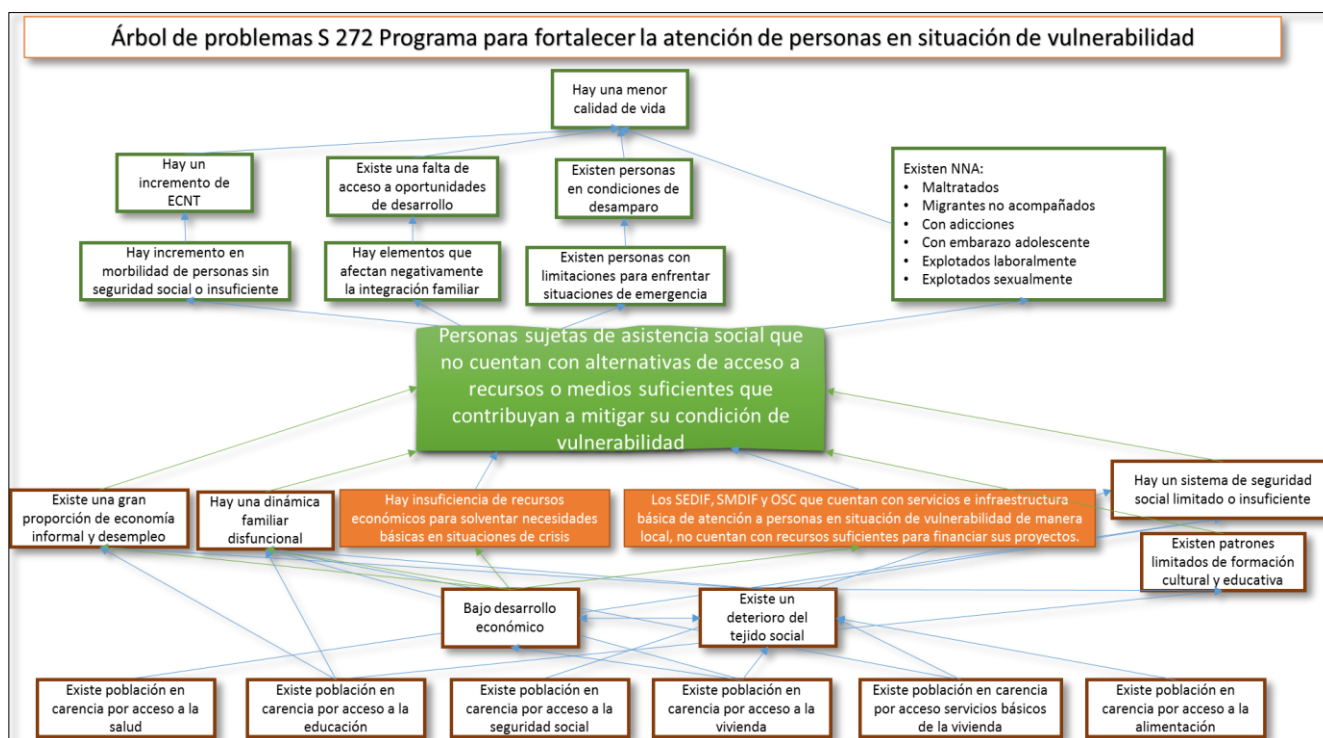 Árbol de problemas S 272 Programa para fortalecer la atención de personas en situación de vulnerabilidad
Hay una menor
calidad de vida
Hay un
incremento de
ECNT
Existe una falta de
acceso a oportunidades
de desarrollo
Existen personas
en condiciones de
desamparo
Existen NNA:
• Maltratados
• Migrantes no acompañados
• Con adicciones
• Con embarazo adolescente
• Explotados laboralmente
• Explotados sexualmente
Hay incremento en
morbilidad de personas sin
seguridad social o insuficiente
Hay elementos que
afectan negativamente
la integración familiar
Existen personas con
limitaciones para enfrentar
situaciones de emergencia
Personas sujetas de asistencia social que
no cuentan con alternativas de acceso a
recursos o medios suficientes que
contribuyan a mitigar su condición de
vulnerabilidad
Existe una gran
proporción de economía
informal y desempleo
Hay una dinámica
familiar
disfuncional
Hay insuficiencia de recursos
económicos para solventar necesidades
básicas en situaciones de crisis
Los SEDIF, SMDIF y OSC que cuentan con servicios e infraestructura
básica de atención a personas en situación de vulnerabilidad de manera
local, no cuentan con recursos suficientes para financiar sus proyectos.
Hay un sistema de seguridad
social limitado o insuficiente
Existen patrones
limitados de formación
cultural y educativa
Bajo desarrollo
económico
Existe un
deterioro del
tejido social
Existe población en
carencia por acceso a la
salud
Existe población en
carencia por acceso a la
educación
Existe población en
carencia por acceso a la
seguridad social
Existe población en
carencia por acceso a la
vivienda
Existe población en carencia
por acceso servicios básicos
de la vivienda
Existe población en
carencia por acceso a la
alimentación